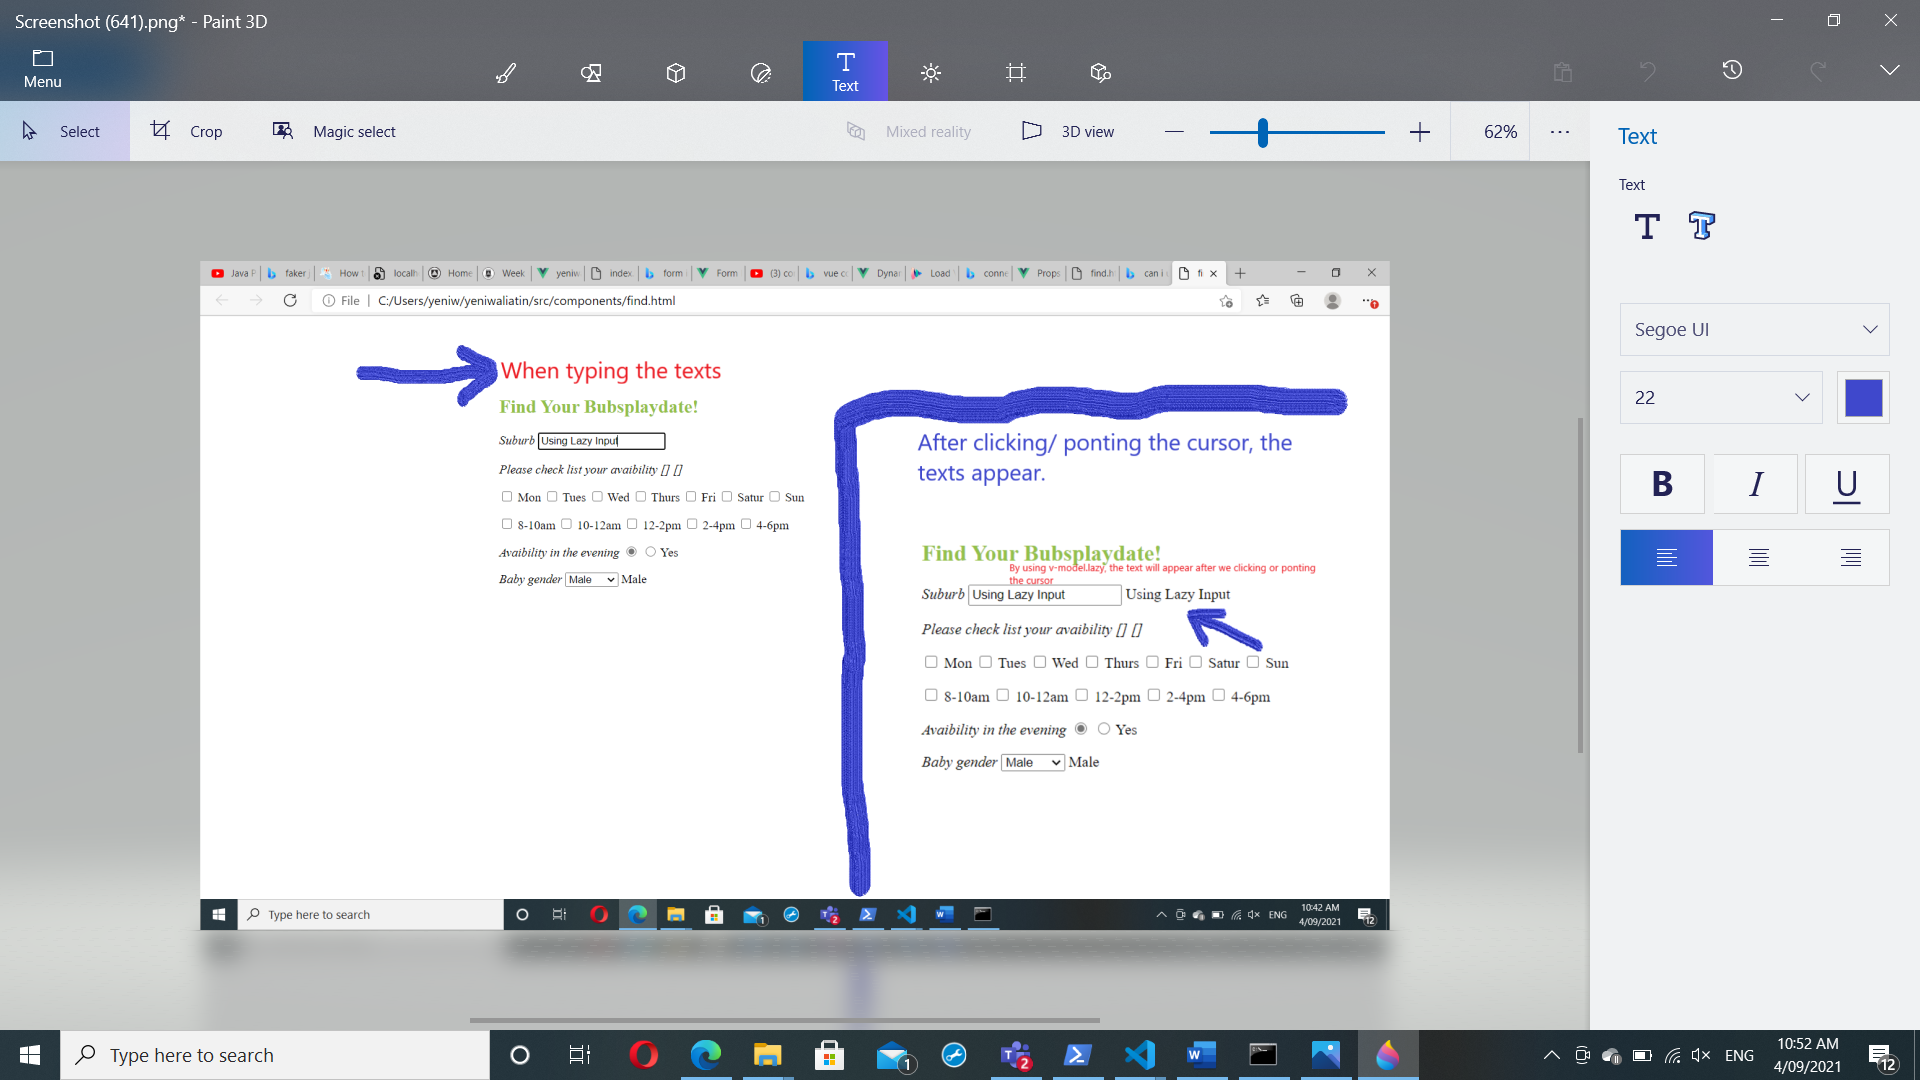 Screenshot (641).png* - Paint 3D
Menu
Text
Select
Crop
Magic select
Mixed reality
3D view
62%
Text
Text
Segoe UI
22
B I U
Java P
faker
How t
localh
Home
Week
yeniw
index.
form
Form
(3) co
vue c
Dynar
Load
conne
Props
find.h
can i
fi
File | C:/Users/yeniw/yeniwaliatin/src/components/find.html
When typing the texts
Find Your Bubsplaydate!
Suburb Using Lazy Input
Please check list your avaibility [] []
Mon Tues Wed Thurs Fri Satur Sun
8-10am 10-12am 12-2pm 2-4pm 4-6pm
Avaibility in the evening Yes
Baby gender Male Male
After clicking/ ponting the cursor, the
texts appear.
Find Your Bubsplaydate!
By using v-model.lazy, the text will appear after we clicking or ponting
the cursor
Suburb Using Lazy Input Using Lazy Input
Please check list your avaibility [] []
Mon Tues Wed Thurs Fri Satur Sun
8-10am 10-12am 12-2pm 2-4pm 4-6pm
Avaibility in the evening Yes
Baby gender Male Male
Type here to search
1
2
ENG
10:42 AM
4/09/2021
12
Type here to search
1
2
ENG
10:52 AM
4/09/2021
12